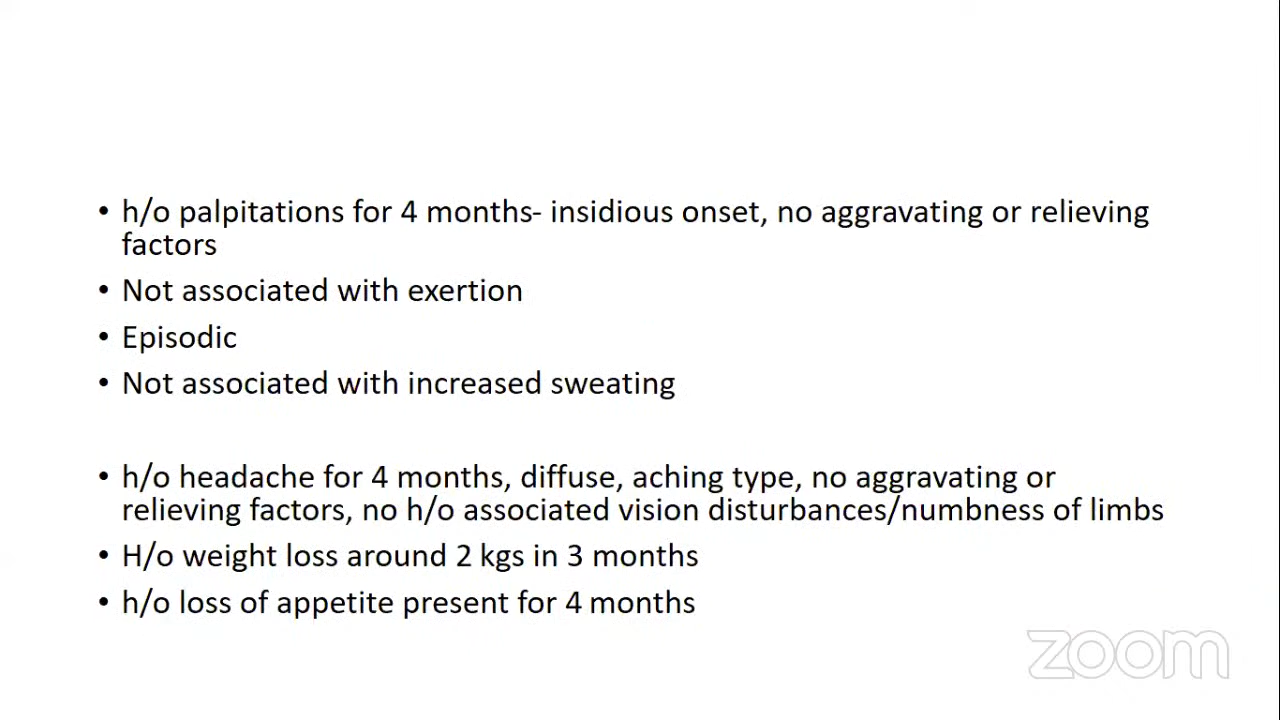 • h/o palpitations for 4 months- insidious onset, no aggravating or relieving
factors
• Not associated with exertion
• Episodic
• Not associated with increased sweating
• h/o headache for 4 months, diffuse, aching type, no aggravating or
relieving factors, no h/o associated vision disturbances/numbness of limbs
• H/o weight loss around 2 kgs in 3 months
• h/o loss of appetite present for 4 months
zoom